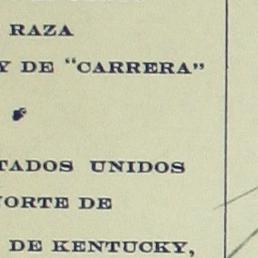 RAZA
Y DE "CARRERA"
TADOS UNIDOS
NORTE DE
DE KENTUCKY,